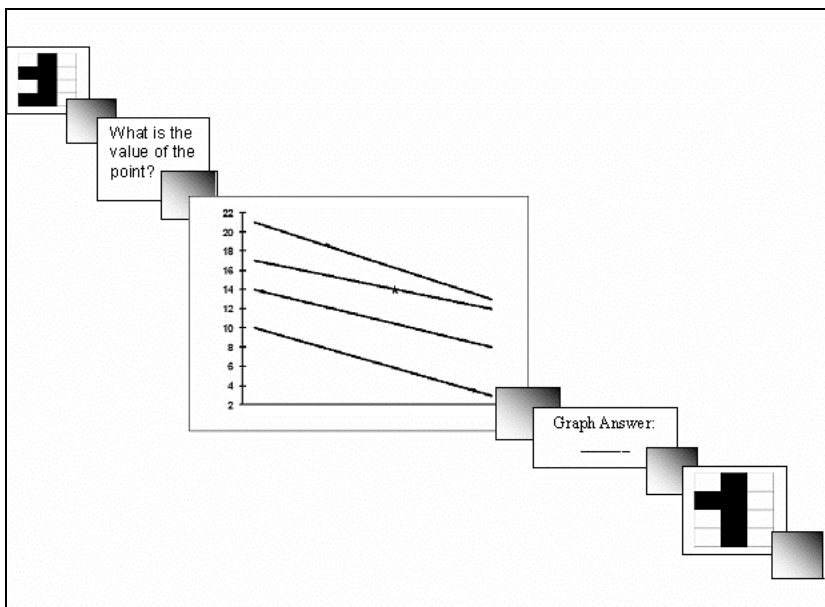 What is the
value of the
point?
22
20
18
16
14
12
10
8
6
4
2
Graph Answer: